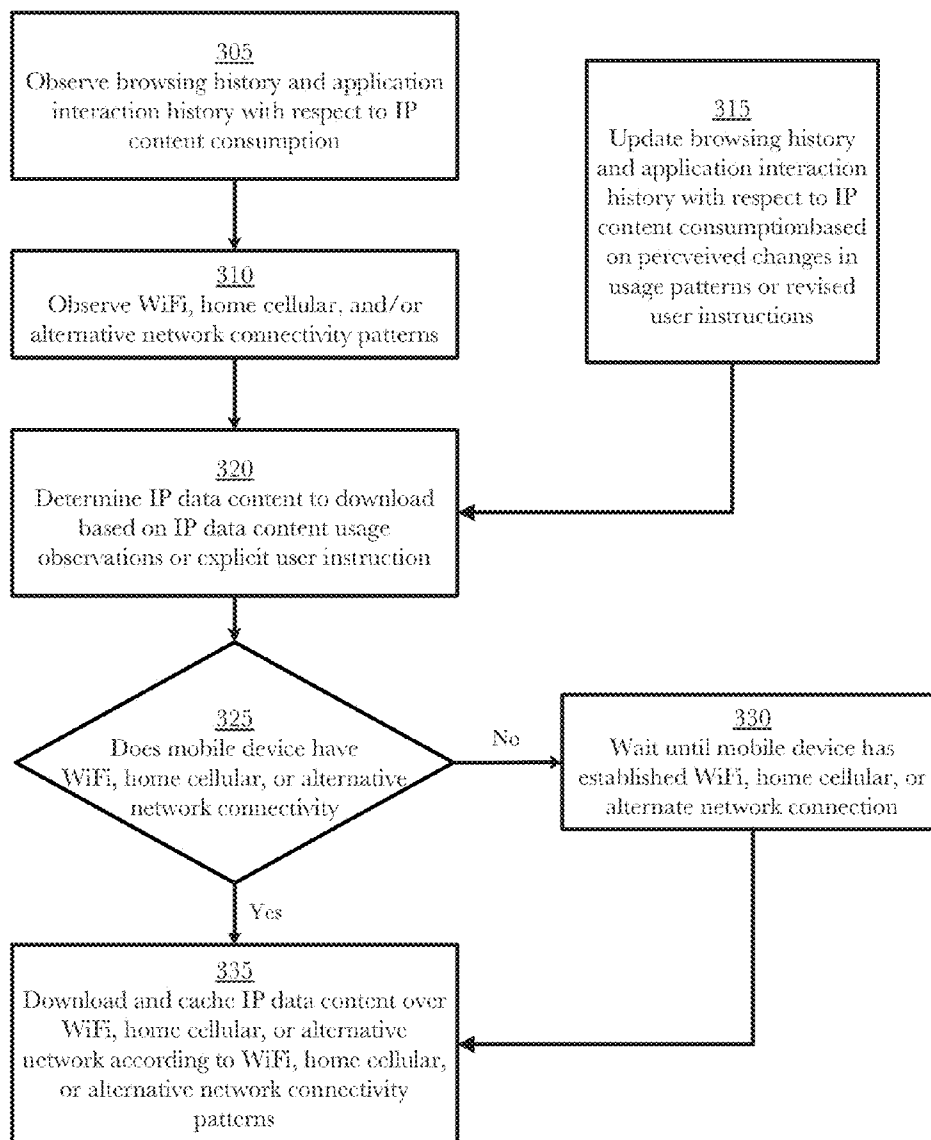 305
Observe browsing history and application
interaction history with respect to IP
content consumption
315
Update browsing history
and application interaction
history with respect to IP
content consumptionbased
on percveived changes in
usage patterns or revised
user instructions
310
Observe WiFi, home cellular, and/or
alternative network connectivity patterns
320
Determine IP data content to download
based on IP data content usage
observations or explicit user instruction
325
Does mobile device have
WiFi, home cellular, or alternative
network connectivity
No
330
Wait until mobile device has
established WiFi, home cellular, or
alternate network connection
Yes
335
Download and cache IP data content over
WiFi, home cellular, or alternative
network according to WiFi, home cellular,
or alternative network connectivity
patterns